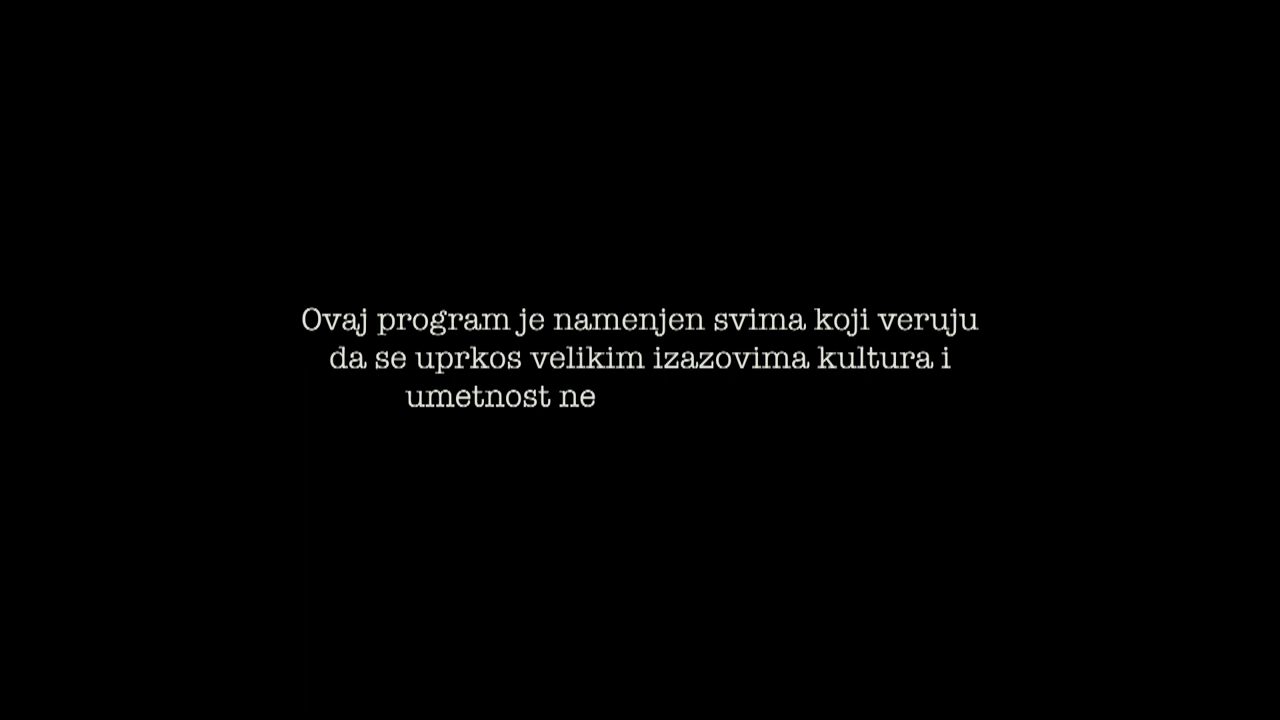 Ovaj program je namenjen svima koji veruju
da se uprkos velikim izazovima kultura i
umetnost ne